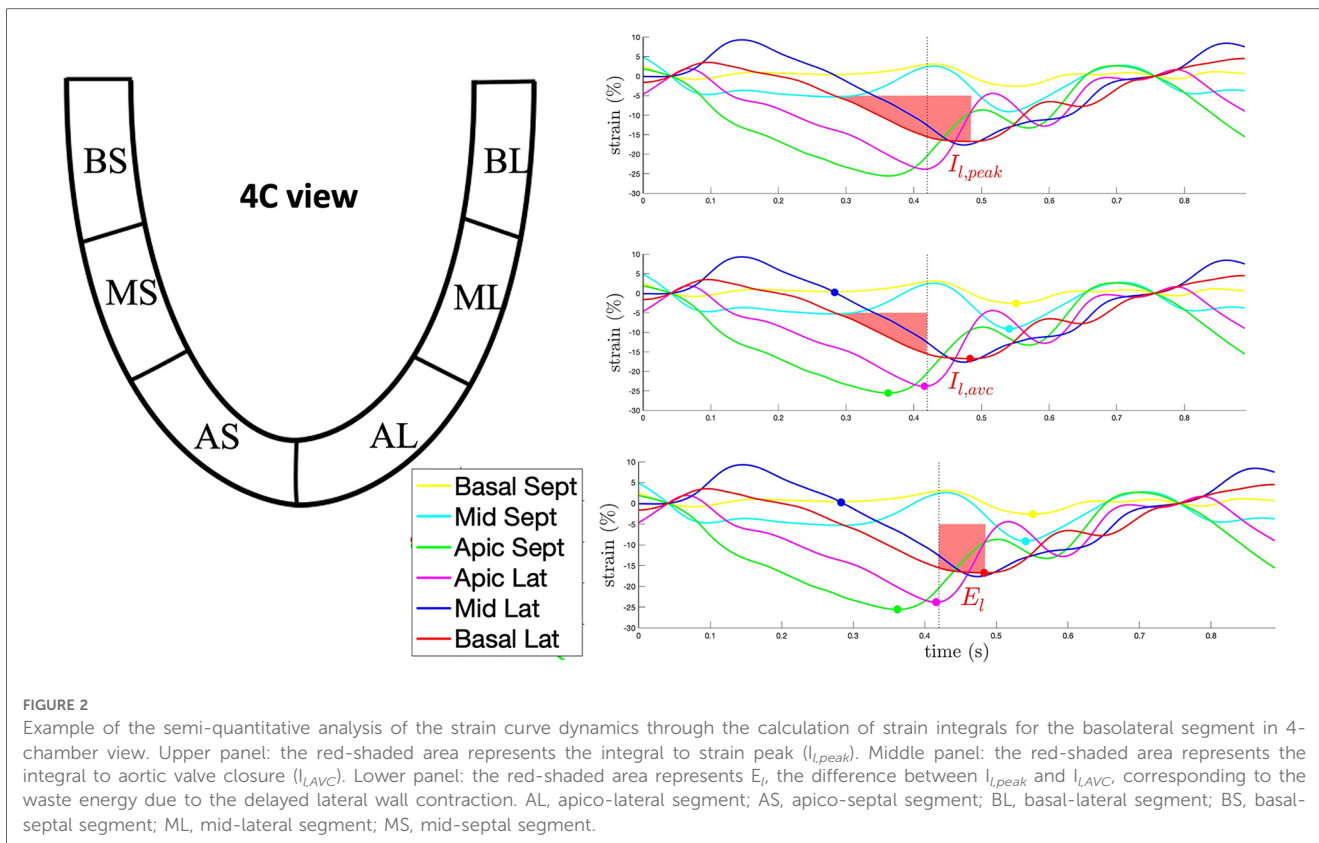 BS
BL
4C view
MS
ML
AS
AL
Basal Sept
Mid Sept
Apic Sept
Apic Lat
Mid Lat
Basal Lat
strain (%)
10
5
0
-5
-10
-15
-20
-25
-30
0 0.1 0.2 0.3 0.4 0.5 0.6 0.7 0.8
I_{l,peak}
strain (%)
10
5
0
-5
-10
-15
-20
-25
-30
0 0.1 0.2 0.3 0.4 0.5 0.6 0.7 0.8
I_{l,avc}
strain (%)
10
5
0
-5
-10
-15
-20
-25
-30
0 0.1 0.2 0.3 0.4 0.5 0.6 0.7 0.8
E_l
time (s)
FIGURE 2
Example of the semi-quantitative analysis of the strain curve dynamics through the calculation of strain integrals for the basolateral segment in 4-
chamber view. Upper panel: the red-shaded area represents the integral to strain peak (I_{l,peak}). Middle panel: the red-shaded area represents the
integral to aortic valve closure (I_{l,AVC}). Lower panel: the red-shaded area represents E_l, the difference between I_{l,peak} and I_{l,AVC}, corresponding to the
waste energy due to the delayed lateral wall contraction. AL, apico-lateral segment; AS, apico-septal segment; BL, basal-lateral segment; BS, basal-
septal segment; ML, mid-lateral segment; MS, mid-septal segment.